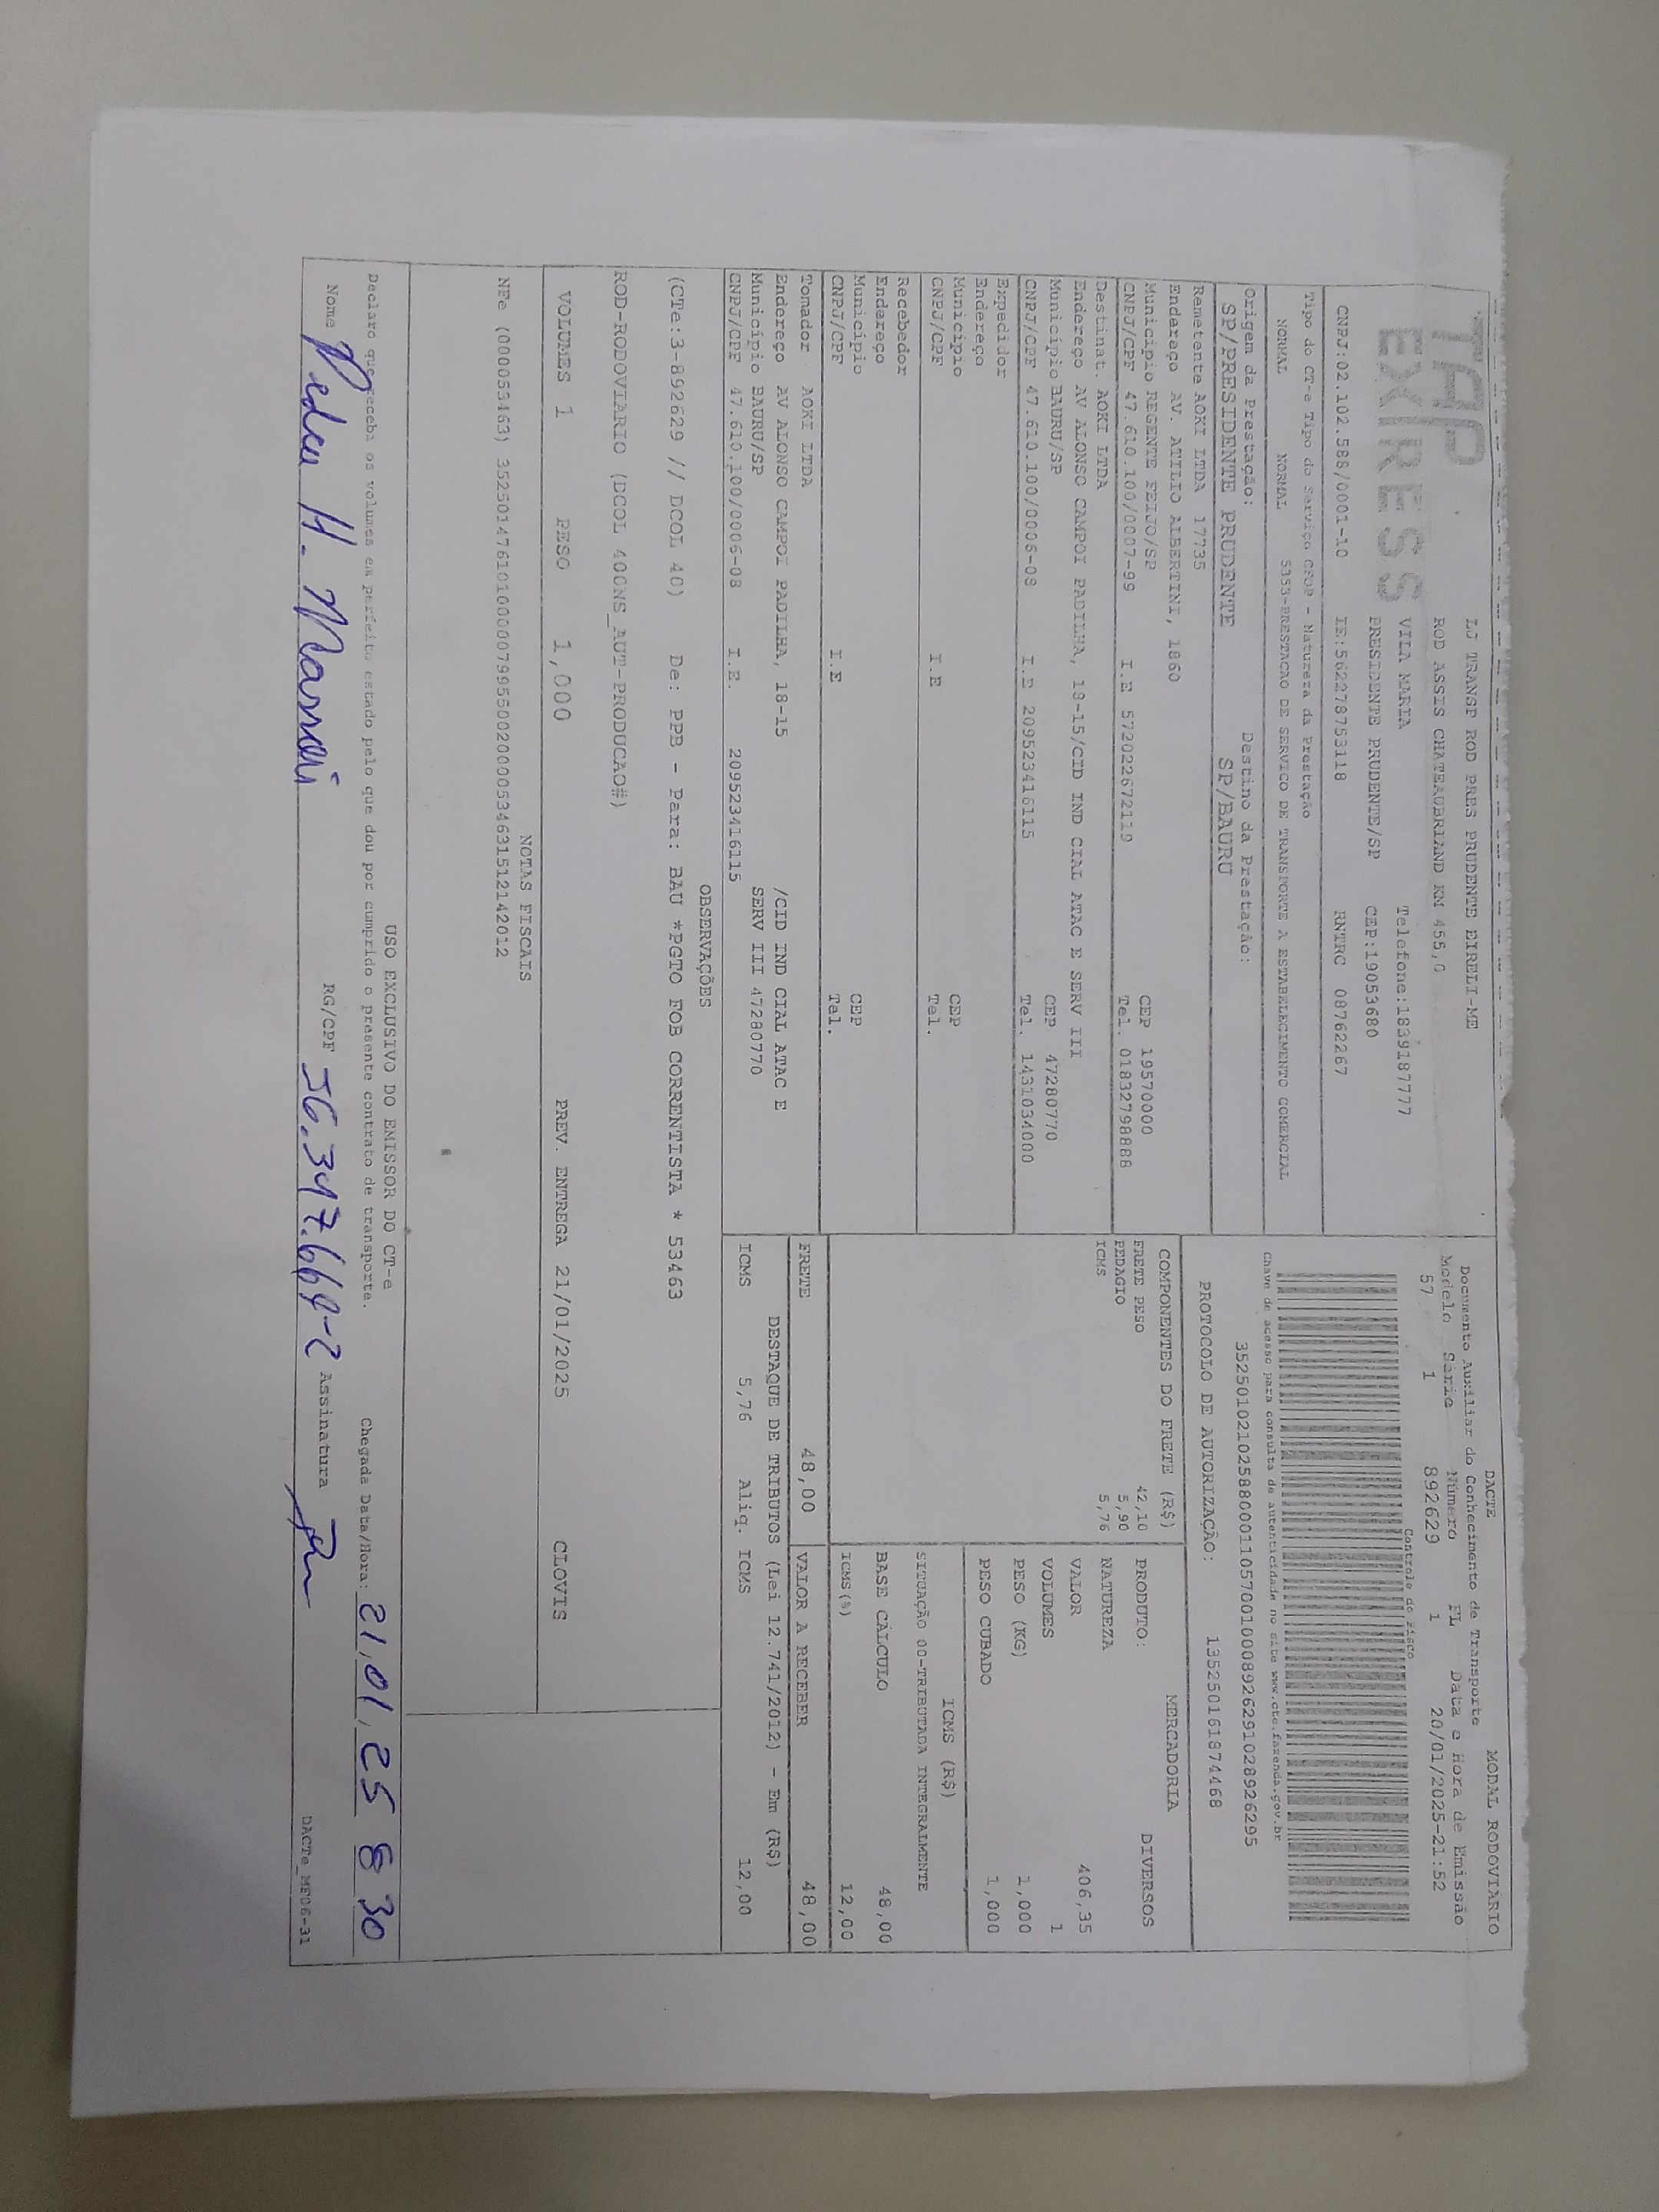 TAP
EXPRESS
LJ TRANSP ROD PRES PRUDENTE EIRELI-ME
ROD ASSIS CHATEAUBRIAND KM 455,0
VILA MARIA Telefone:1839187777
PRESIDENTE PRUDENTE/SP CEP:19053680
CNPJ:02.102.588/0001-10 IE:562278753118 RNTRC 08762267
Tipo do CT-e Tipo do Serviço CFOP - Natureza da Prestação
NORMAL NORMAL 5353-PRESTACAO DE SERVICO DE TRANSPORTE A ESTABELECIMENTO COMERCIAL
Origem da Prestação: Destino da Prestação:
SP/PRESIDENTE PRUDENTE SP/BAURU
DACTE MODAL RODOVIARIO
Documento Auxiliar do Conhecimento de Transporte
Modelo Série Número FL Data e Hora de Emissão
57 1 892629 1 20/01/2025-21:52
Controle do Fisco
Chave de acesso para consulta de autenticidade no site www.cte.fazenda.gov.br
35250102102588000110570010008926291028926295
PROTOCOLO DE AUTORIZAÇÃO: 135250161874468
Remetente AOKI LTDA 17735
Endereço AV. ATILIO ALBERTINI, 1860
Município REGENTE FEIJO/SP CEP 19570000
CNPJ/CPF 47.610.100/0007-99 I.E 572022672119 Tel. 01832798888
Destinat. AOKI LTDA
Endereço AV ALONSO CAMPOI PADILHA, 18-15/CID IND CIAL ATAC E SERV III
Município BAURU/SP CEP 47280770
CNPJ/CPF 47.610.100/0006-08 I.E 209523416115 Tel. 1431034000
Expedidor
Endereço
Município CEP
CNPJ/CPF I.E Tel.
Recebedor
Endereço
Município CEP
CNPJ/CPF I.E Tel.
Tomador AOKI LTDA
Endereço AV ALONSO CAMPOI PADILHA, 18-15 /CID IND CIAL ATAC E
Município BAURU/SP SERV III 47280770
CNPJ/CPF 47.610.100/0006-08 I.E. 209523416115
COMPONENTES DO FRETE (R$)
FRETE PESO 42,10
PEDAGIO 5,90
ICMS 5,76
MERCADORIA
PRODUTO: DIVERSOS
NATUREZA
VALOR 406,35
VOLUMES 1
PESO (KG) 1,000
PESO CUBADO 1,000
ICMS (R$)
SITUAÇÃO 00-TRIBUTADA INTEGRALMENTE
BASE CÁLCULO 48,00
ICMS(%) 12,00
FRETE 48,00 VALOR A RECEBER 48,00
DESTAQUE DE TRIBUTOS (Lei 12.741/2012) - Em (R$)
ICMS 5,76 Aliq. ICMS 12,00
OBSERVAÇÕES
(CTe:3-892629 // DCOL 40) De: PPB - Para: BAU *PGTO FOB CORRENTISTA * 53463
ROD-RODOVIARIO (DCOL 400NS_AUT-PRODUCAO#)
VOLUMES 1 PESO 1,000 PREV. ENTREGA 21/01/2025 CLOVIS
NOTAS FISCAIS
NFe (000053463) 35250147610100000799550020000534631512142012
USO EXCLUSIVO DO EMISSOR DO CT-e
Declaro que recebi os volumes em perfeito estado pelo que dou por cumprido o presente contrato de transporte. Chegada Data/Hora: 21/01/25 8 30
Nome Pedro H. RG/CPF 56.347.669-2 Assinatura
DACTe_MF06-31